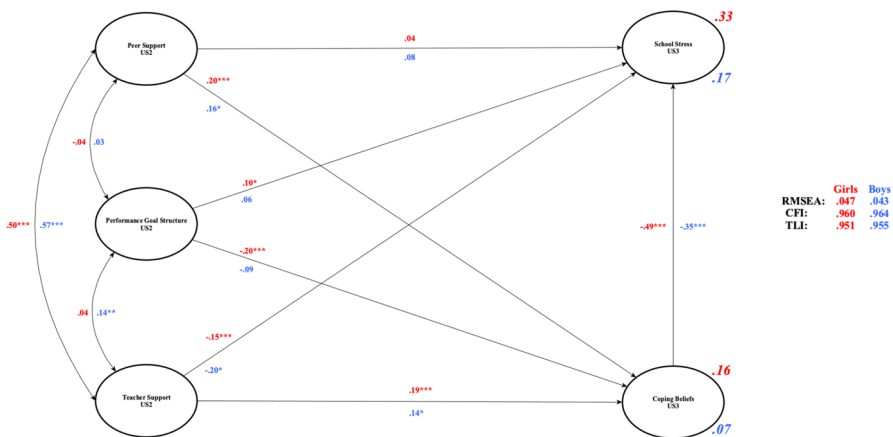 .33
Peer Support
US2
School Stress
US3
.04
.08
.17
.20***
.16*
-.04
.03
.10*
.06
Girls Boys
RMSEA: .047 .043
CFI: .960 .964
TLI: .951 .955
Performance Goal Structure
US2
.50***
.57***
-.49***
-.35***
-.20***
-.09
.04
.14**
-.15***
-.20*
.16
Teacher Support
US2
.19***
.14*
Coping Beliefs
US3
.07